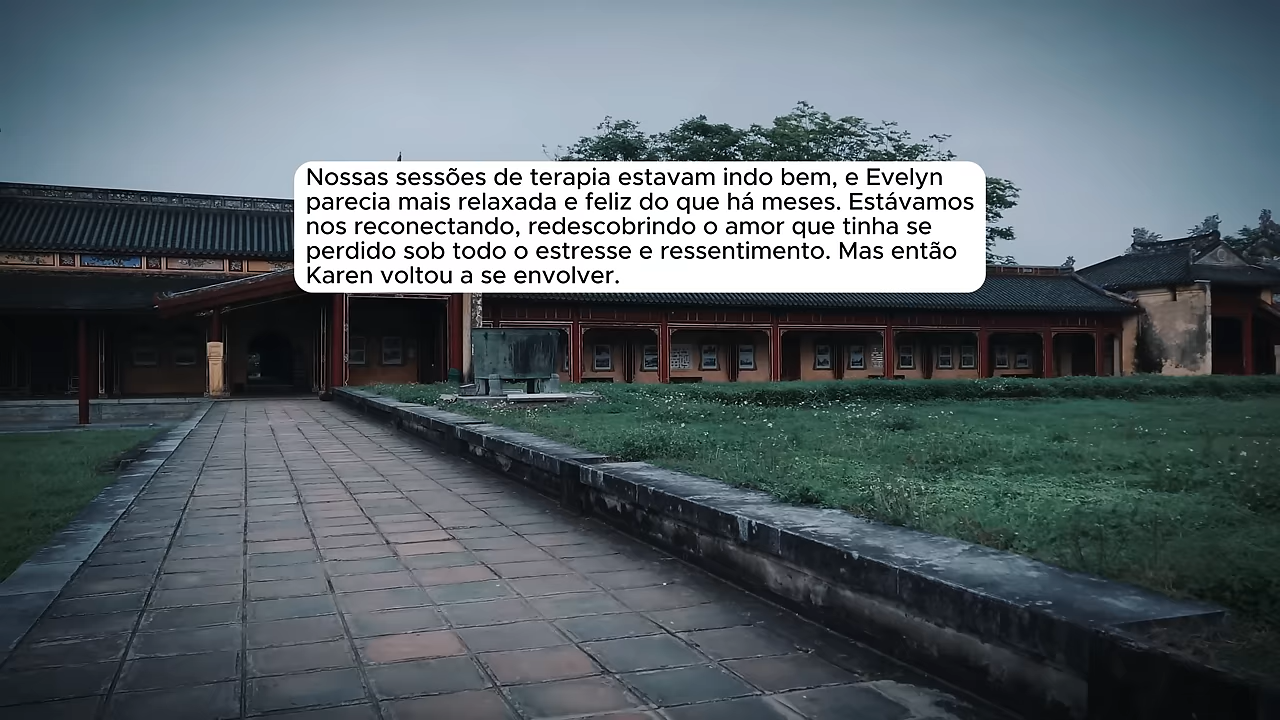 Nossas sessões de terapia estavam indo bem, e Evelyn
parecia mais relaxada e feliz do que há meses. Estávamos
nos reconectando, redescobrindo o amor que tinha se
perdido sob todo o estresse e ressentimento. Mas então
Karen voltou a se envolver.